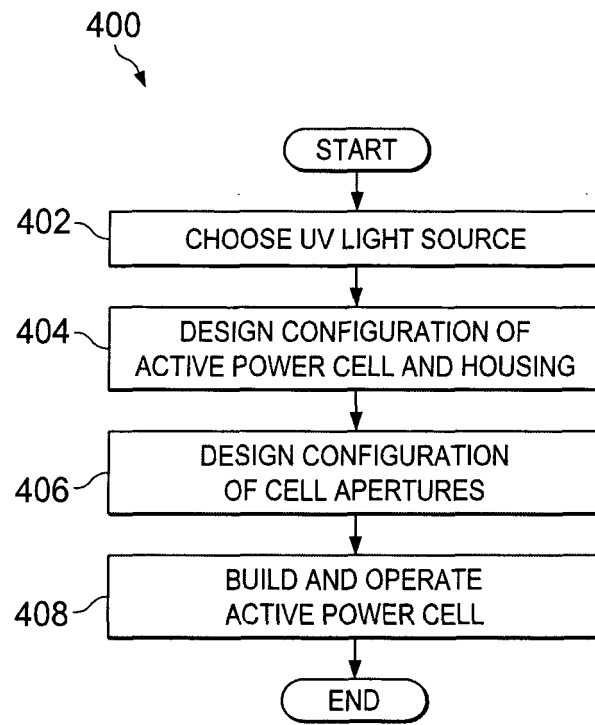 400
START
402
CHOOSE UV LIGHT SOURCE
404
DESIGN CONFIGURATION OF
ACTIVE POWER CELL AND HOUSING
406
DESIGN CONFIGURATION
OF CELL APERTURES
408
BUILD AND OPERATE
ACTIVE POWER CELL
END